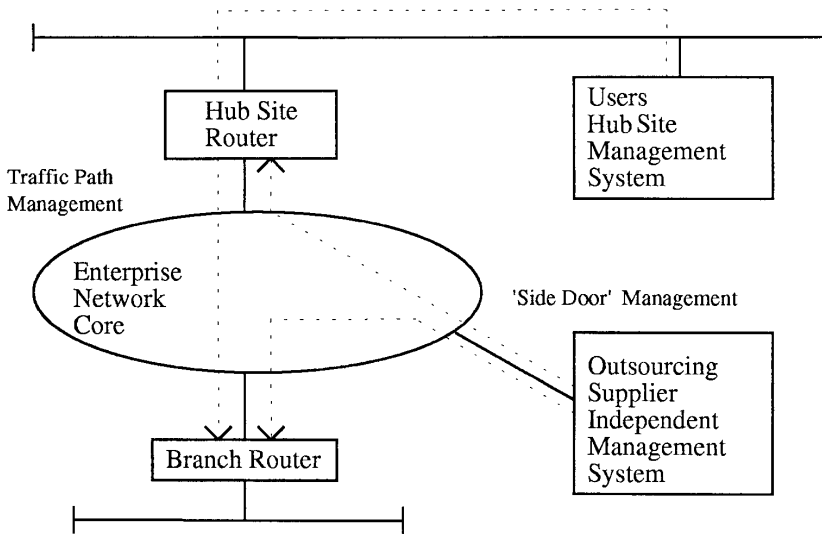 Hub Site
Router
Users
Hub Site
Management
System
Traffic Path
Management
Enterprise
Network
Core
'Side Door' Management
Outsourcing
Supplier
Independent
Management
System
Branch Router